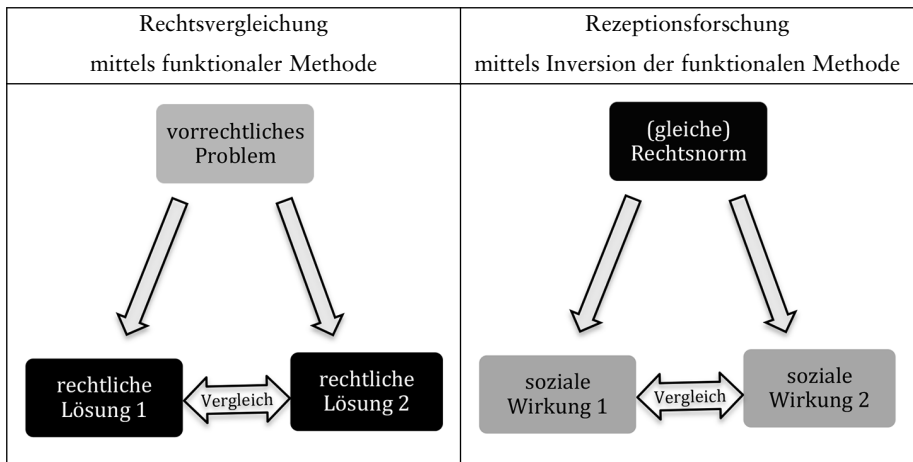 Rechtsvergleichung
mittels funktionaler Methode
Rezeptionsforschung
mittels Inversion der funktionalen Methode
vorrechtliches
Problem
rechtliche
Lösung 1
Vergleich
rechtliche
Lösung 2
(gleiche)
Rechtsnorm
soziale
Wirkung 1
Vergleich
soziale
Wirkung 2